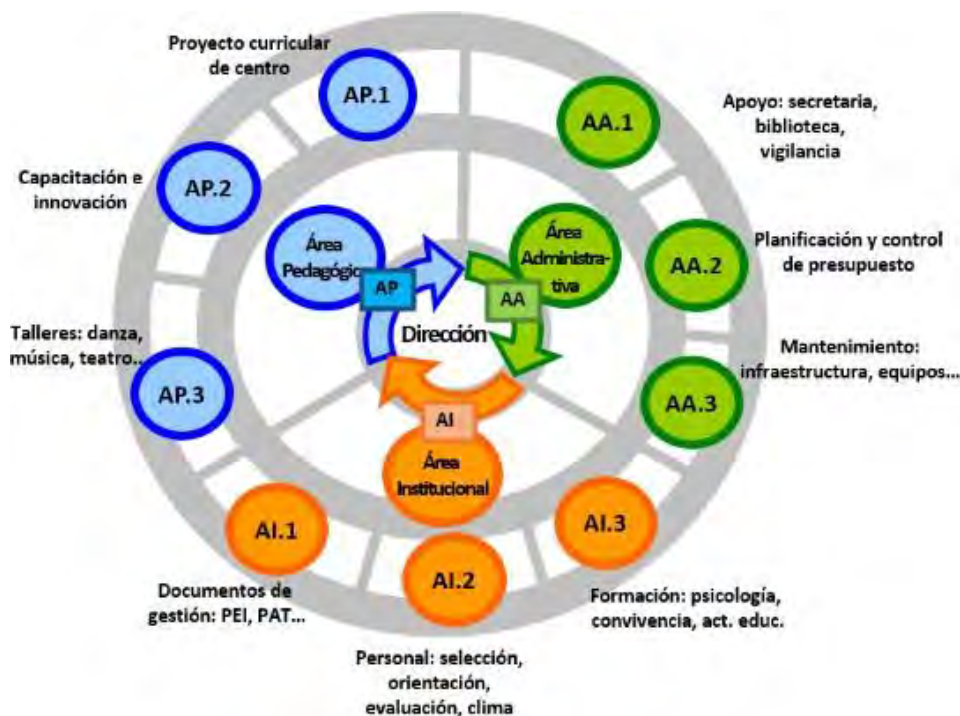 Proyecto curricular
de centro
AP.1
AA.1
Apoyo: secretaria,
biblioteca,
vigilancia
Capacitación e
innovación
AP.2
Área
Pedagógic
AP
Área
Administra-
tiva
AA
AA.2
Planificación y control
de presupuesto
Dirección
Talleres: danza,
música, teatro..
AP.3
Mantenimiento:
infraestructura, equipos...
AA.3
AI
Área
Institucional
AI.1
AI.2
AI.3
Documentos de
gestión: PEI, PAT...
Formación: psicología,
convivencia, act. educ.
Personal: selección,
orientación,
evaluación, clima